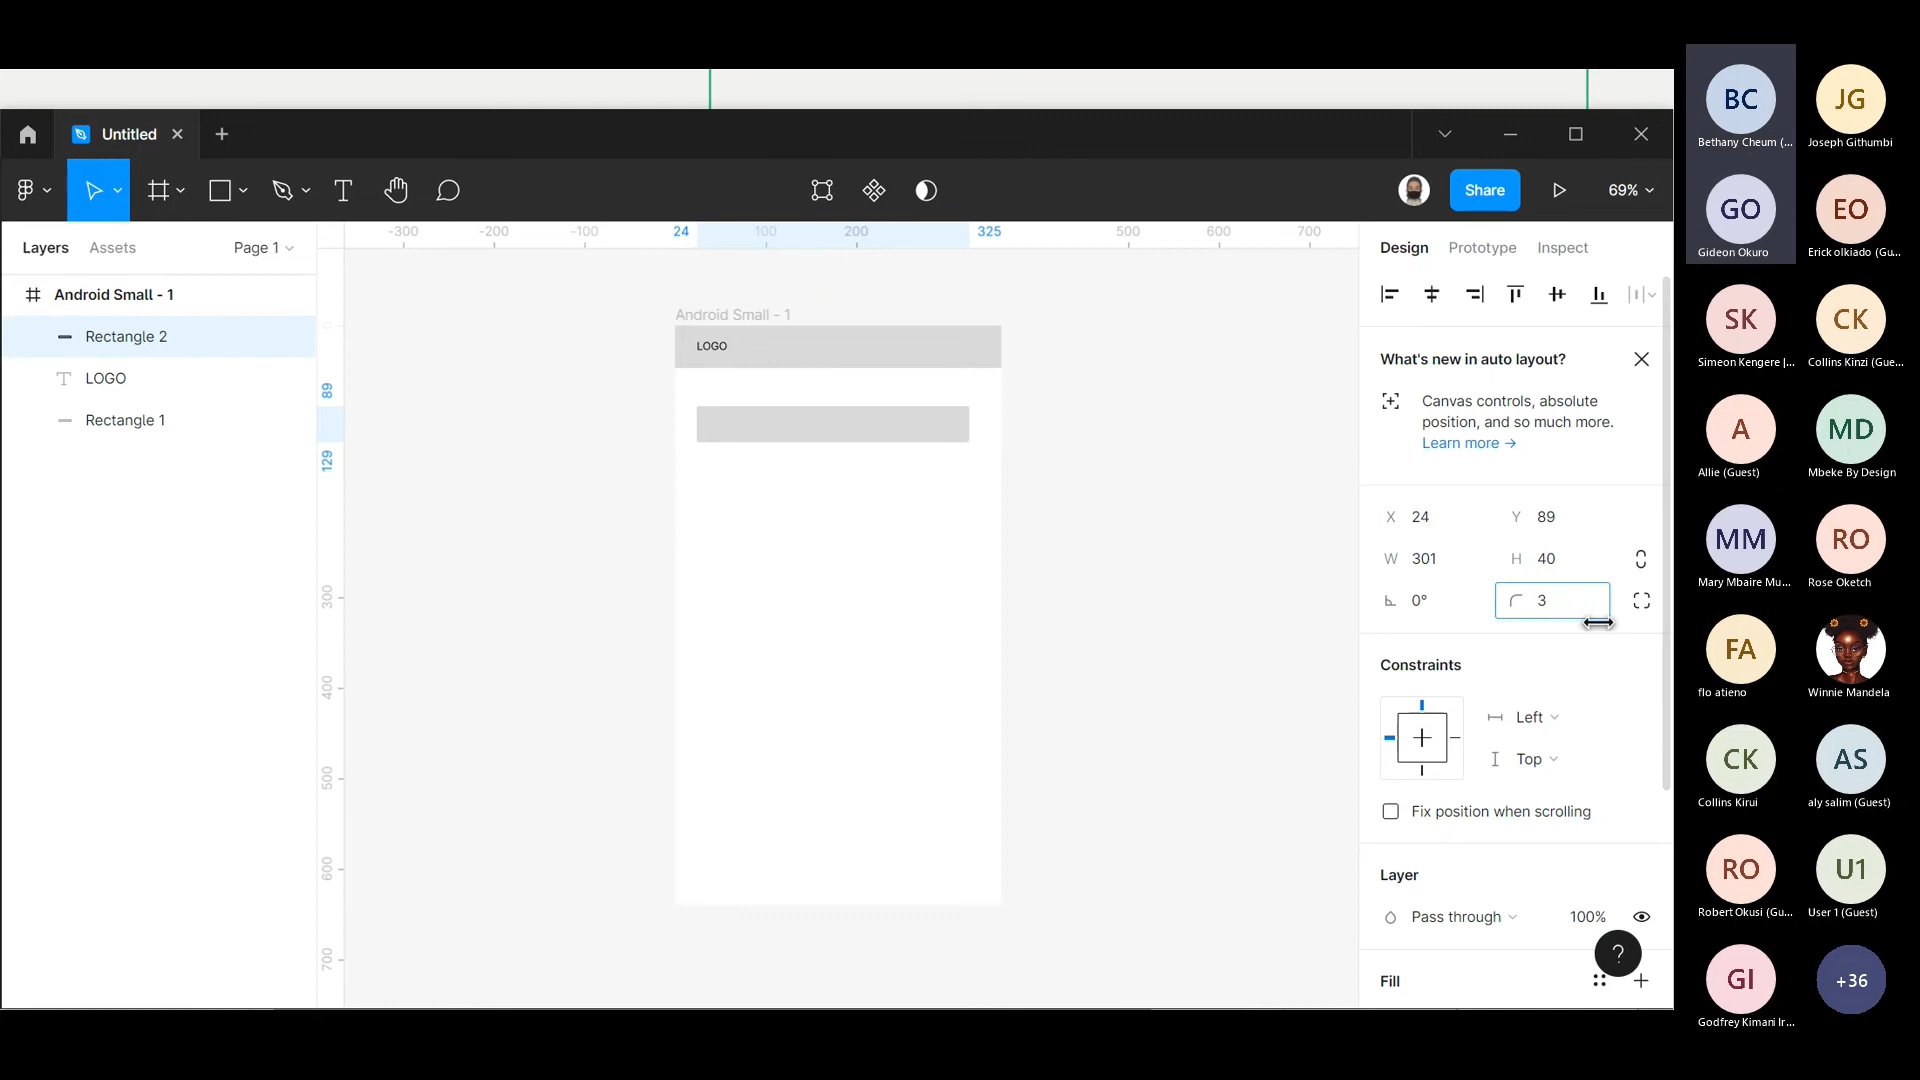 Untitled
Share
69%
Layers
Assets
Page 1
Android Small - 1
Rectangle 2
LOGO
Rectangle 1
-300
-200
-100
24
100
200
325
500
600
700
89
129
300
400
500
600
700
Android Small - 1
LOGO
Design
Prototype
Inspect
What's new in auto layout?
Canvas controls, absolute
position, and so much more.
Learn more →
X 24
Y 89
W 301
H 40
0°
3
Constraints
Left
Top
Fix position when scrolling
Layer
Pass through
100%
?
Fill
BC
Bethany Cheum (...
JG
Joseph Githumbi
GO
Gideon Okuro
EO
Erick olkiado (Gu...
SK
Simeon Kengere |...
CK
Collins Kinzi (Gue...
A
Allie (Guest)
MD
Mbeke By Design
MM
Mary Mbaire Mu...
RO
Rose Oketch
FA
flo atieno
Winnie Mandela
CK
Collins Kirui
AS
aly salim (Guest)
RO
Robert Okusi (Gu...
U1
User 1 (Guest)
GI
Godfrey Kimani Ir...
+36